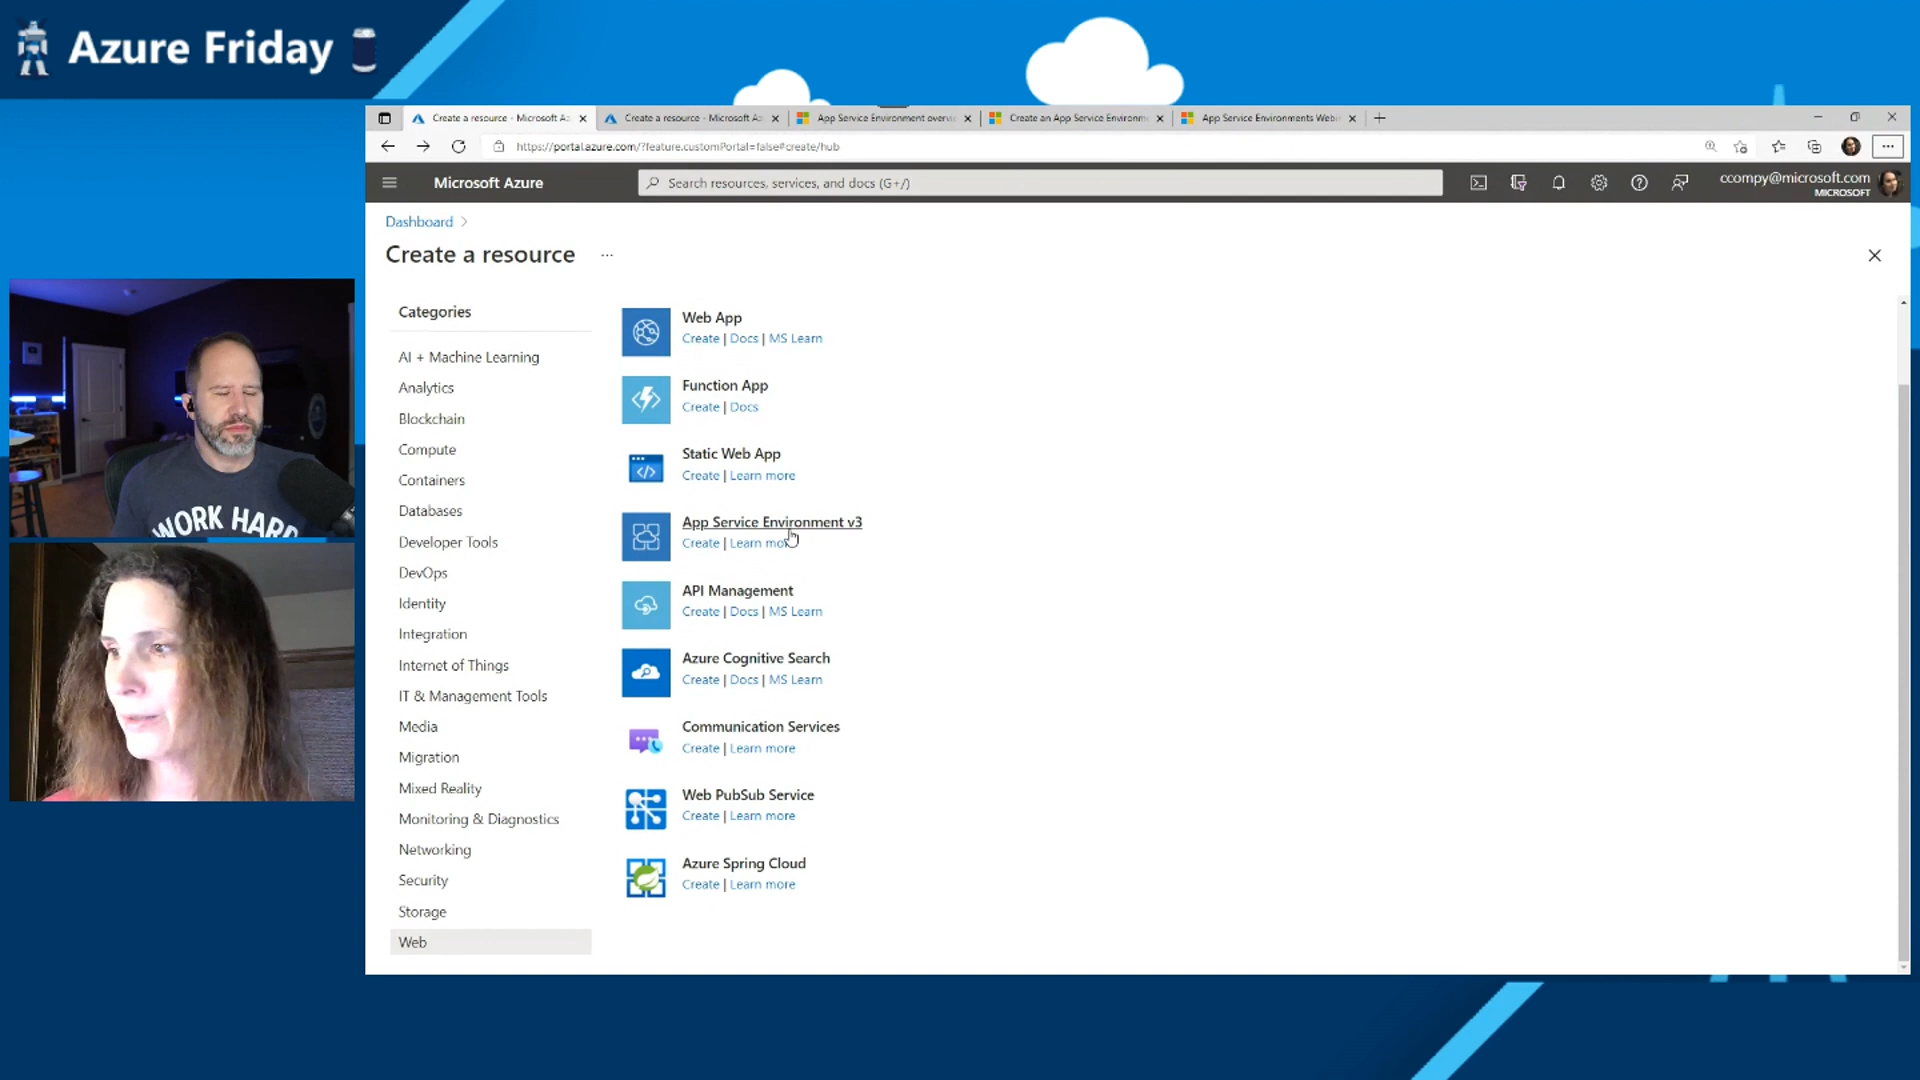 Azure Friday
Create a resource - Microsoft Az
Create a resource - Microsoft Az
App Service Environment overvie
Create an App Service Environm
App Service Environments Webi
https://portal.azure.com/?feature.customPortal=false#create/hub
Microsoft Azure
Search resources, services, and docs (G+/)
ccompy@microsoft.com
MICROSOFT
Dashboard >
Create a resource ...
Categories
AI + Machine Learning
Analytics
Blockchain
Compute
Containers
Databases
Developer Tools
DevOps
Identity
Integration
Internet of Things
IT & Management Tools
Media
Migration
Mixed Reality
Monitoring & Diagnostics
Networking
Security
Storage
Web
Web App
Create | Docs | MS Learn
Function App
Create | Docs
Static Web App
Create | Learn more
App Service Environment v3
Create | Learn mo
API Management
Create | Docs | MS Learn
Azure Cognitive Search
Create | Docs | MS Learn
Communication Services
Create | Learn more
Web PubSub Service
Create | Learn more
Azure Spring Cloud
Create | Learn more
WORK HARD